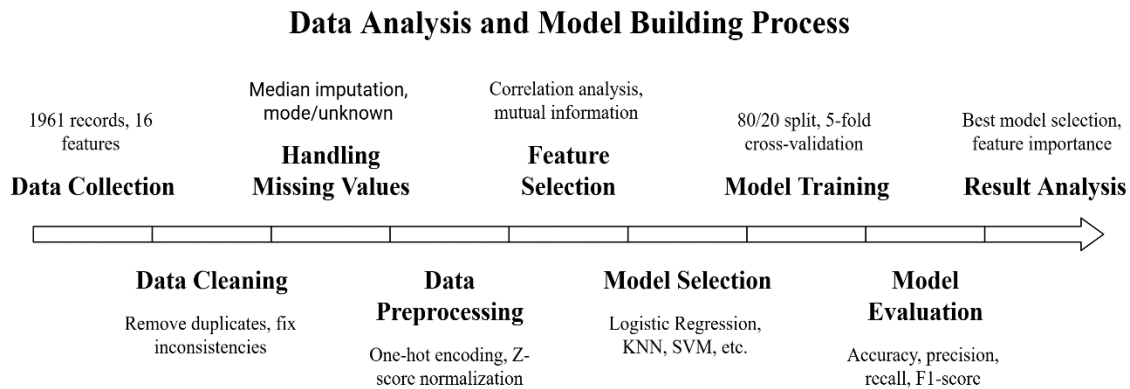 Data Analysis and Model Building Process
1961 records, 16
features
Data Collection
Median imputation,
mode/unknown
Handling
Missing Values
Correlation analysis,
mutual information
Feature
Selection
80/20 split, 5-fold
cross-validation
Model Training
Best model selection,
feature importance
Result Analysis
Data Cleaning
Remove duplicates, fix
inconsistencies
Data
Preprocessing
One-hot encoding, Z-
score normalization
Model Selection
Logistic Regression,
KNN, SVM, etc.
Model
Evaluation
Accuracy, precision,
recall, F1-score